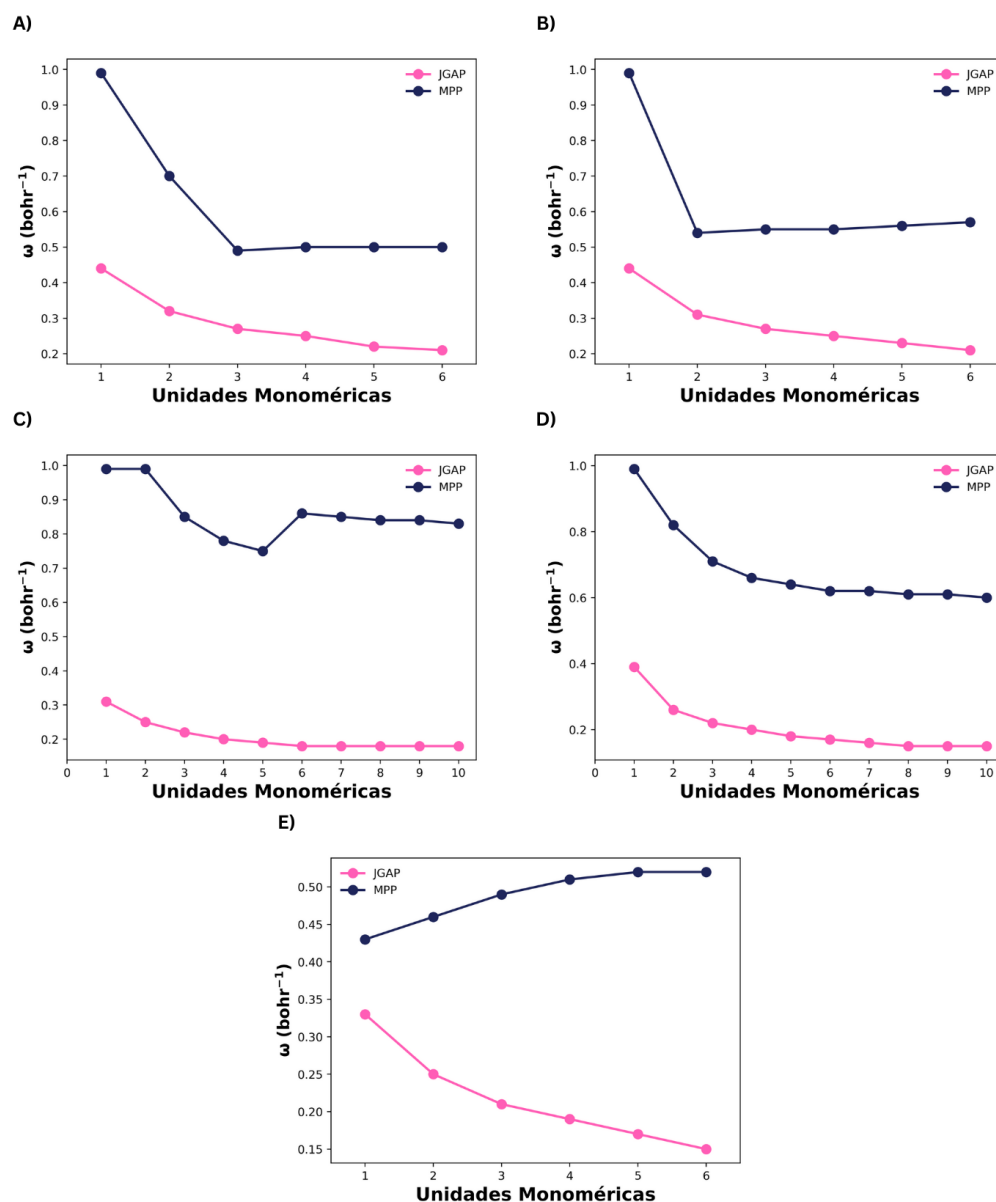 A)
1.0
0.9
0.8
0.7
0.6
0.5
0.4
0.3
0.2
ω (bohr⁻¹)
JGAP
MPP
1 2 3 4 5 6
Unidades Monoméricas
B)
1.0
0.9
0.8
0.7
0.6
0.5
0.4
0.3
0.2
ω (bohr⁻¹)
JGAP
MPP
1 2 3 4 5 6
Unidades Monoméricas
C)
1.0
0.9
0.8
0.7
0.6
0.5
0.4
0.3
0.2
ω (bohr⁻¹)
JGAP
MPP
0 1 2 3 4 5 6 7 8 9 10
Unidades Monoméricas
D)
1.0
0.8
0.6
0.4
0.2
ω (bohr⁻¹)
JGAP
MPP
0 1 2 3 4 5 6 7 8 9 10
Unidades Monoméricas
E)
0.50
0.45
0.40
0.35
0.30
0.25
0.20
0.15
ω (bohr⁻¹)
JGAP
MPP
1 2 3 4 5 6
Unidades Monoméricas